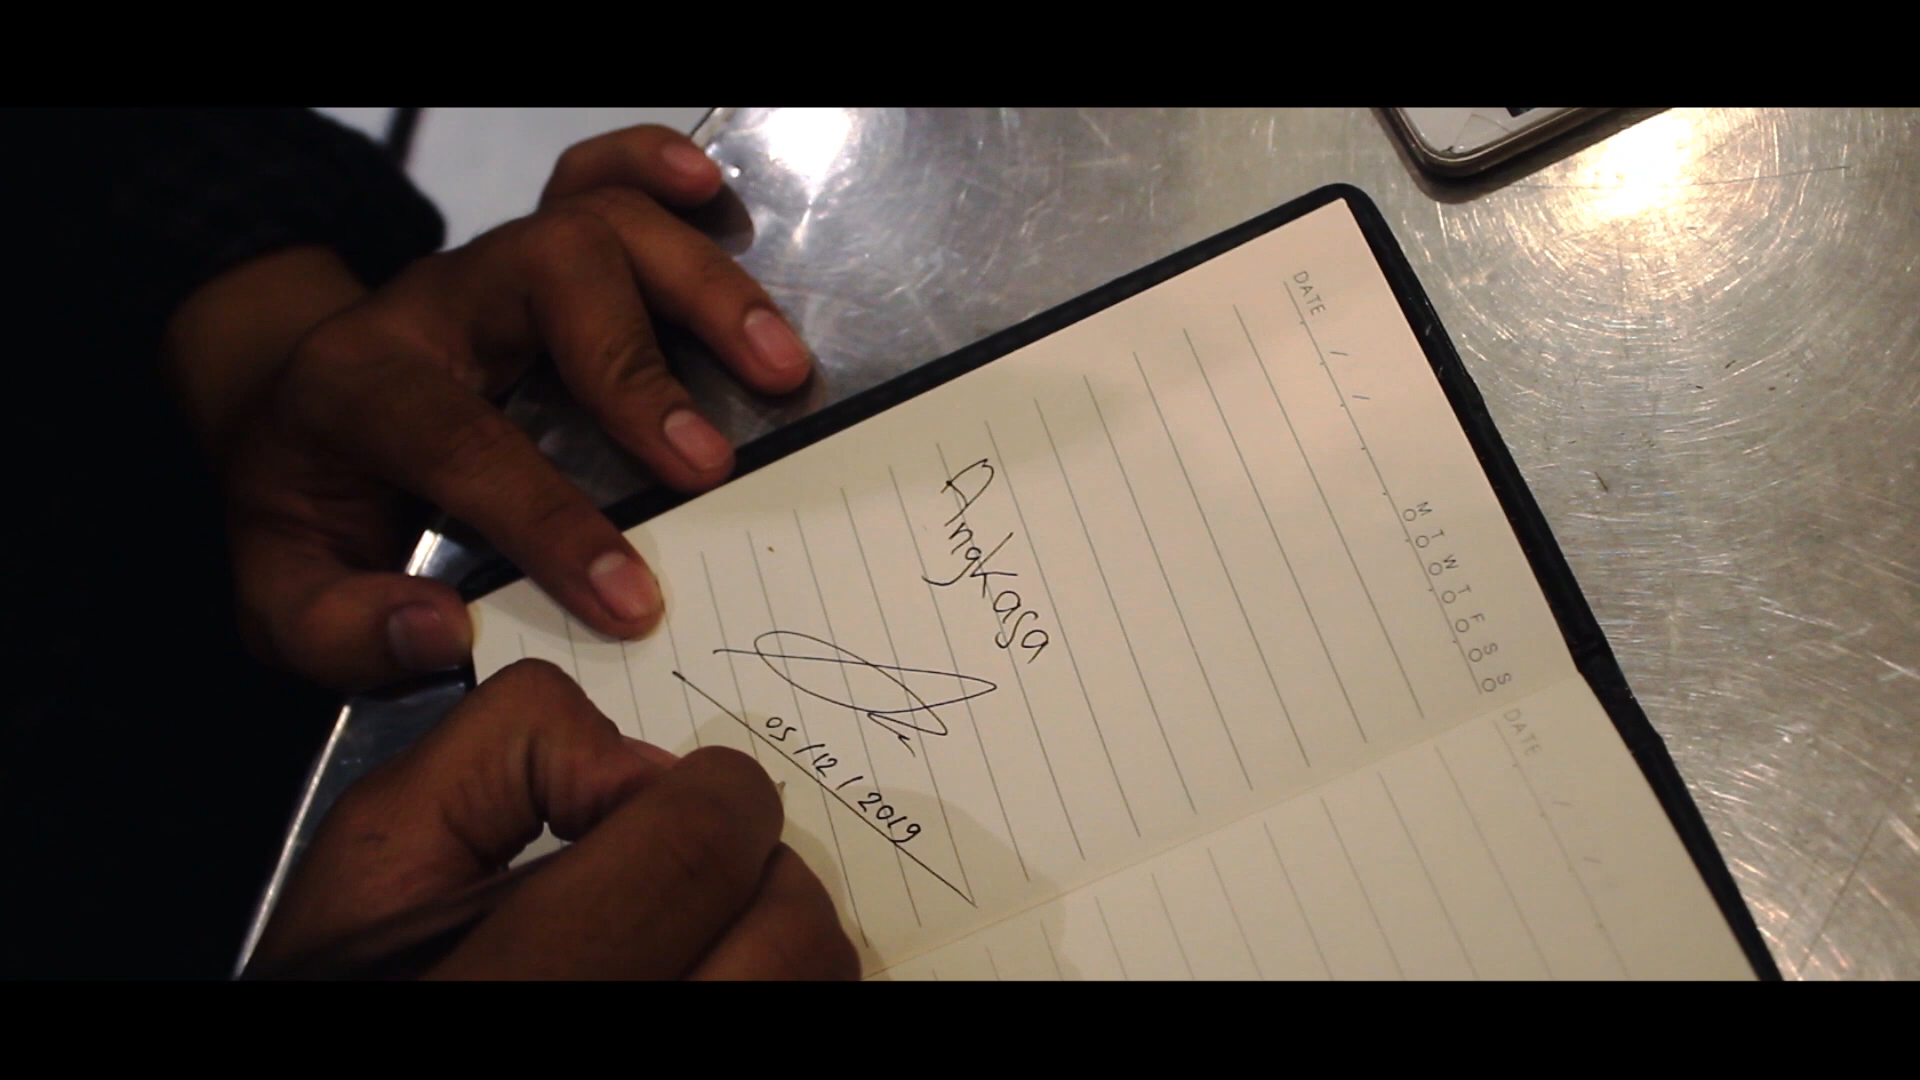 DATE / /
M T W T F S S
Angkasa
05/12/2019
DATE / /